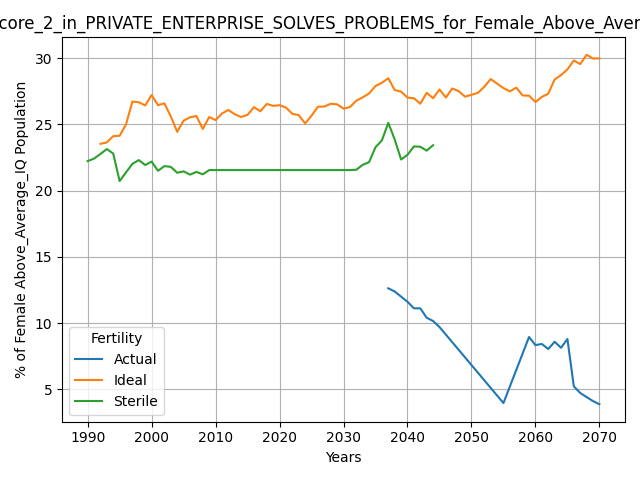 core_2_in_PRIVATE_ENTERPRISE_SOLVES_PROBLEMS_for_Female_Above_Aver
% of Female Above_Average_IQ Population
30
25
20
15
10
5
Fertility
Actual
Ideal
Sterile
1990 2000 2010 2020 2030 2040 2050 2060 2070
Years